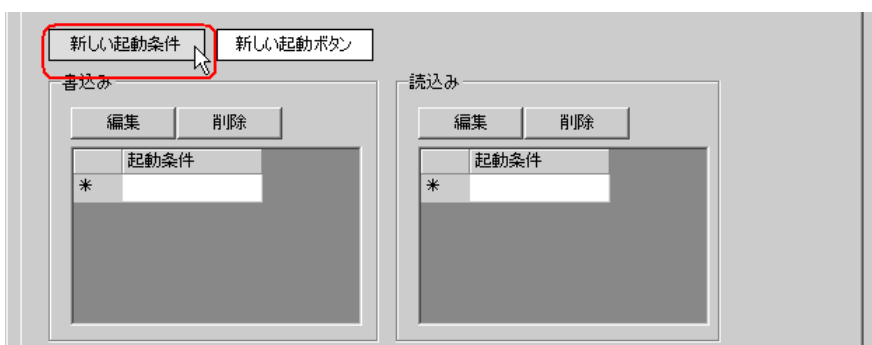 新しい起動条件 新しい起動ボタン
書込み 読込み
編集 削除 編集 削除
起動条件 起動条件
* *